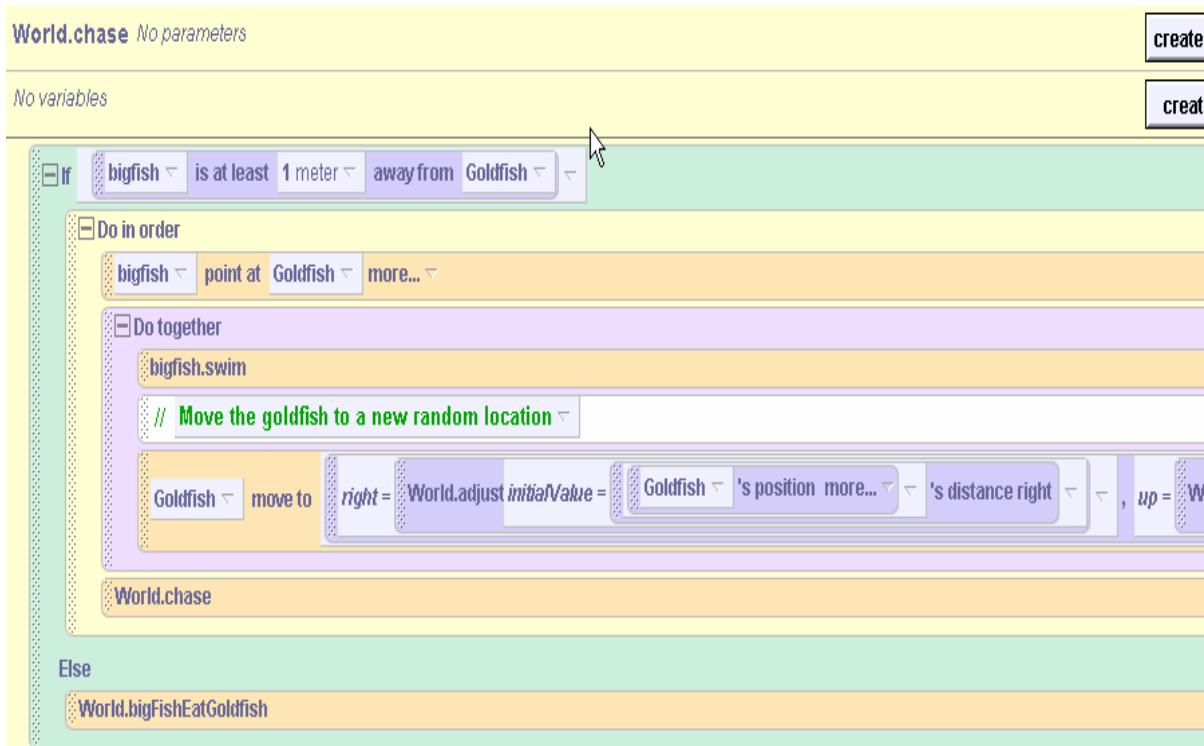 World.chase No parameters
create
No variables
creat
If bigfish is at least 1 meter away from Goldfish
Do in order
bigfish point at Goldfish more...
Do together
bigfish.swim
// Move the goldfish to a new random location
Goldfish move to right = World.adjust initialValue = Goldfish 's position more... 's distance right , up = W
World.chase
Else
World.bigFishEatGoldfish